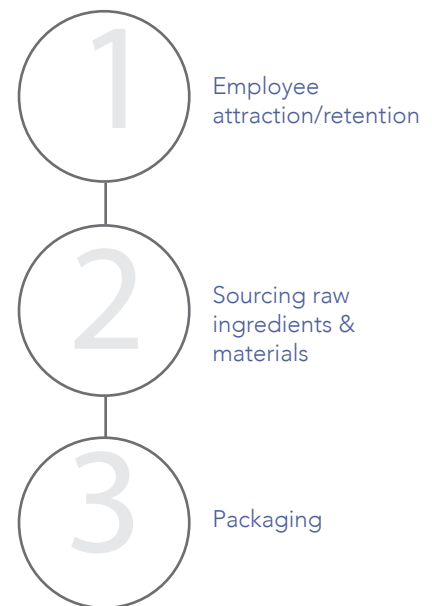 1
Employee
attraction/retention
2
Sourcing raw
ingredients &
materials
3
Packaging